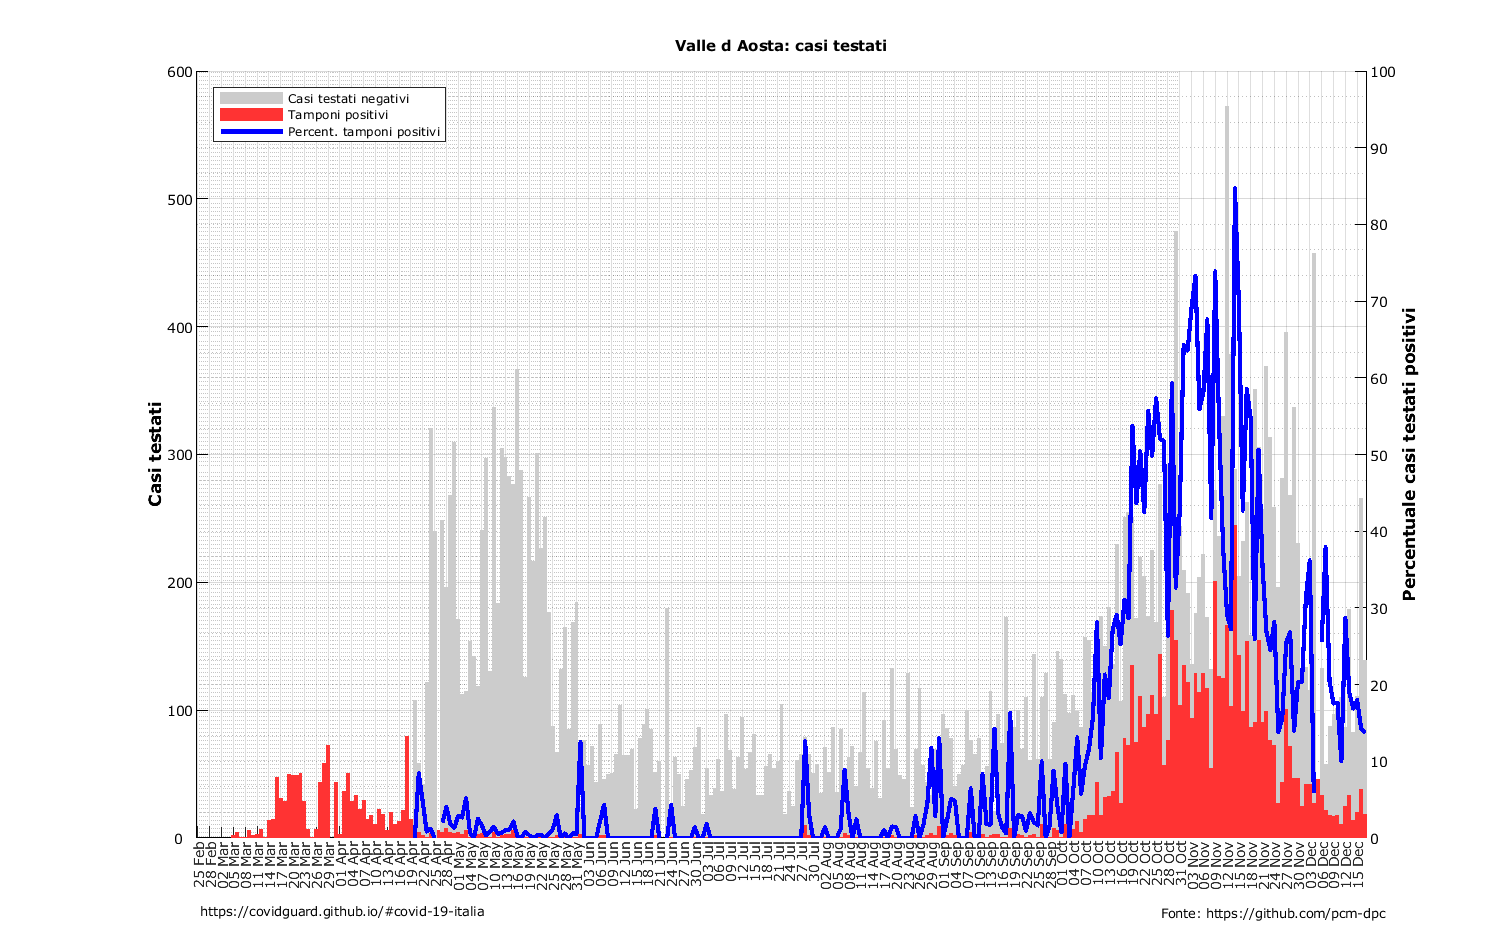 Valle d Aosta: casi testati
Casi testati negativi
Tamponi positivi
Percent. tamponi positivi
Casi testati
600
500
400
300
200
100
0
100
90
80
70
60
50
40
30
20
10
0
Percentuale casi testati positivi
25 Feb
28 Feb
02 Mar
05 Mar
08 Mar
11 Mar
14 Mar
17 Mar
20 Mar
23 Mar
26 Mar
29 Mar
01 Apr
04 Apr
07 Apr
10 Apr
13 Apr
16 Apr
19 Apr
22 Apr
25 Apr
28 Apr
01 May
04 May
07 May
10 May
13 May
16 May
19 May
22 May
25 May
28 May
31 May
03 Jun
06 Jun
09 Jun
12 Jun
15 Jun
18 Jun
21 Jun
24 Jun
27 Jun
30 Jun
03 Jul
06 Jul
09 Jul
12 Jul
15 Jul
18 Jul
21 Jul
24 Jul
27 Jul
30 Jul
02 Aug
05 Aug
08 Aug
11 Aug
14 Aug
17 Aug
20 Aug
23 Aug
26 Aug
29 Aug
01 Sep
04 Sep
07 Sep
10 Sep
13 Sep
16 Sep
19 Sep
22 Sep
25 Sep
28 Sep
01 Oct
04 Oct
07 Oct
10 Oct
13 Oct
16 Oct
19 Oct
22 Oct
25 Oct
28 Oct
31 Oct
03 Nov
06 Nov
09 Nov
12 Nov
15 Nov
18 Nov
21 Nov
24 Nov
27 Nov
30 Nov
03 Dec
06 Dec
09 Dec
12 Dec
15 Dec
https://covidguard.github.io/#covid-19-italia
Fonte: https://github.com/pcm-dpc